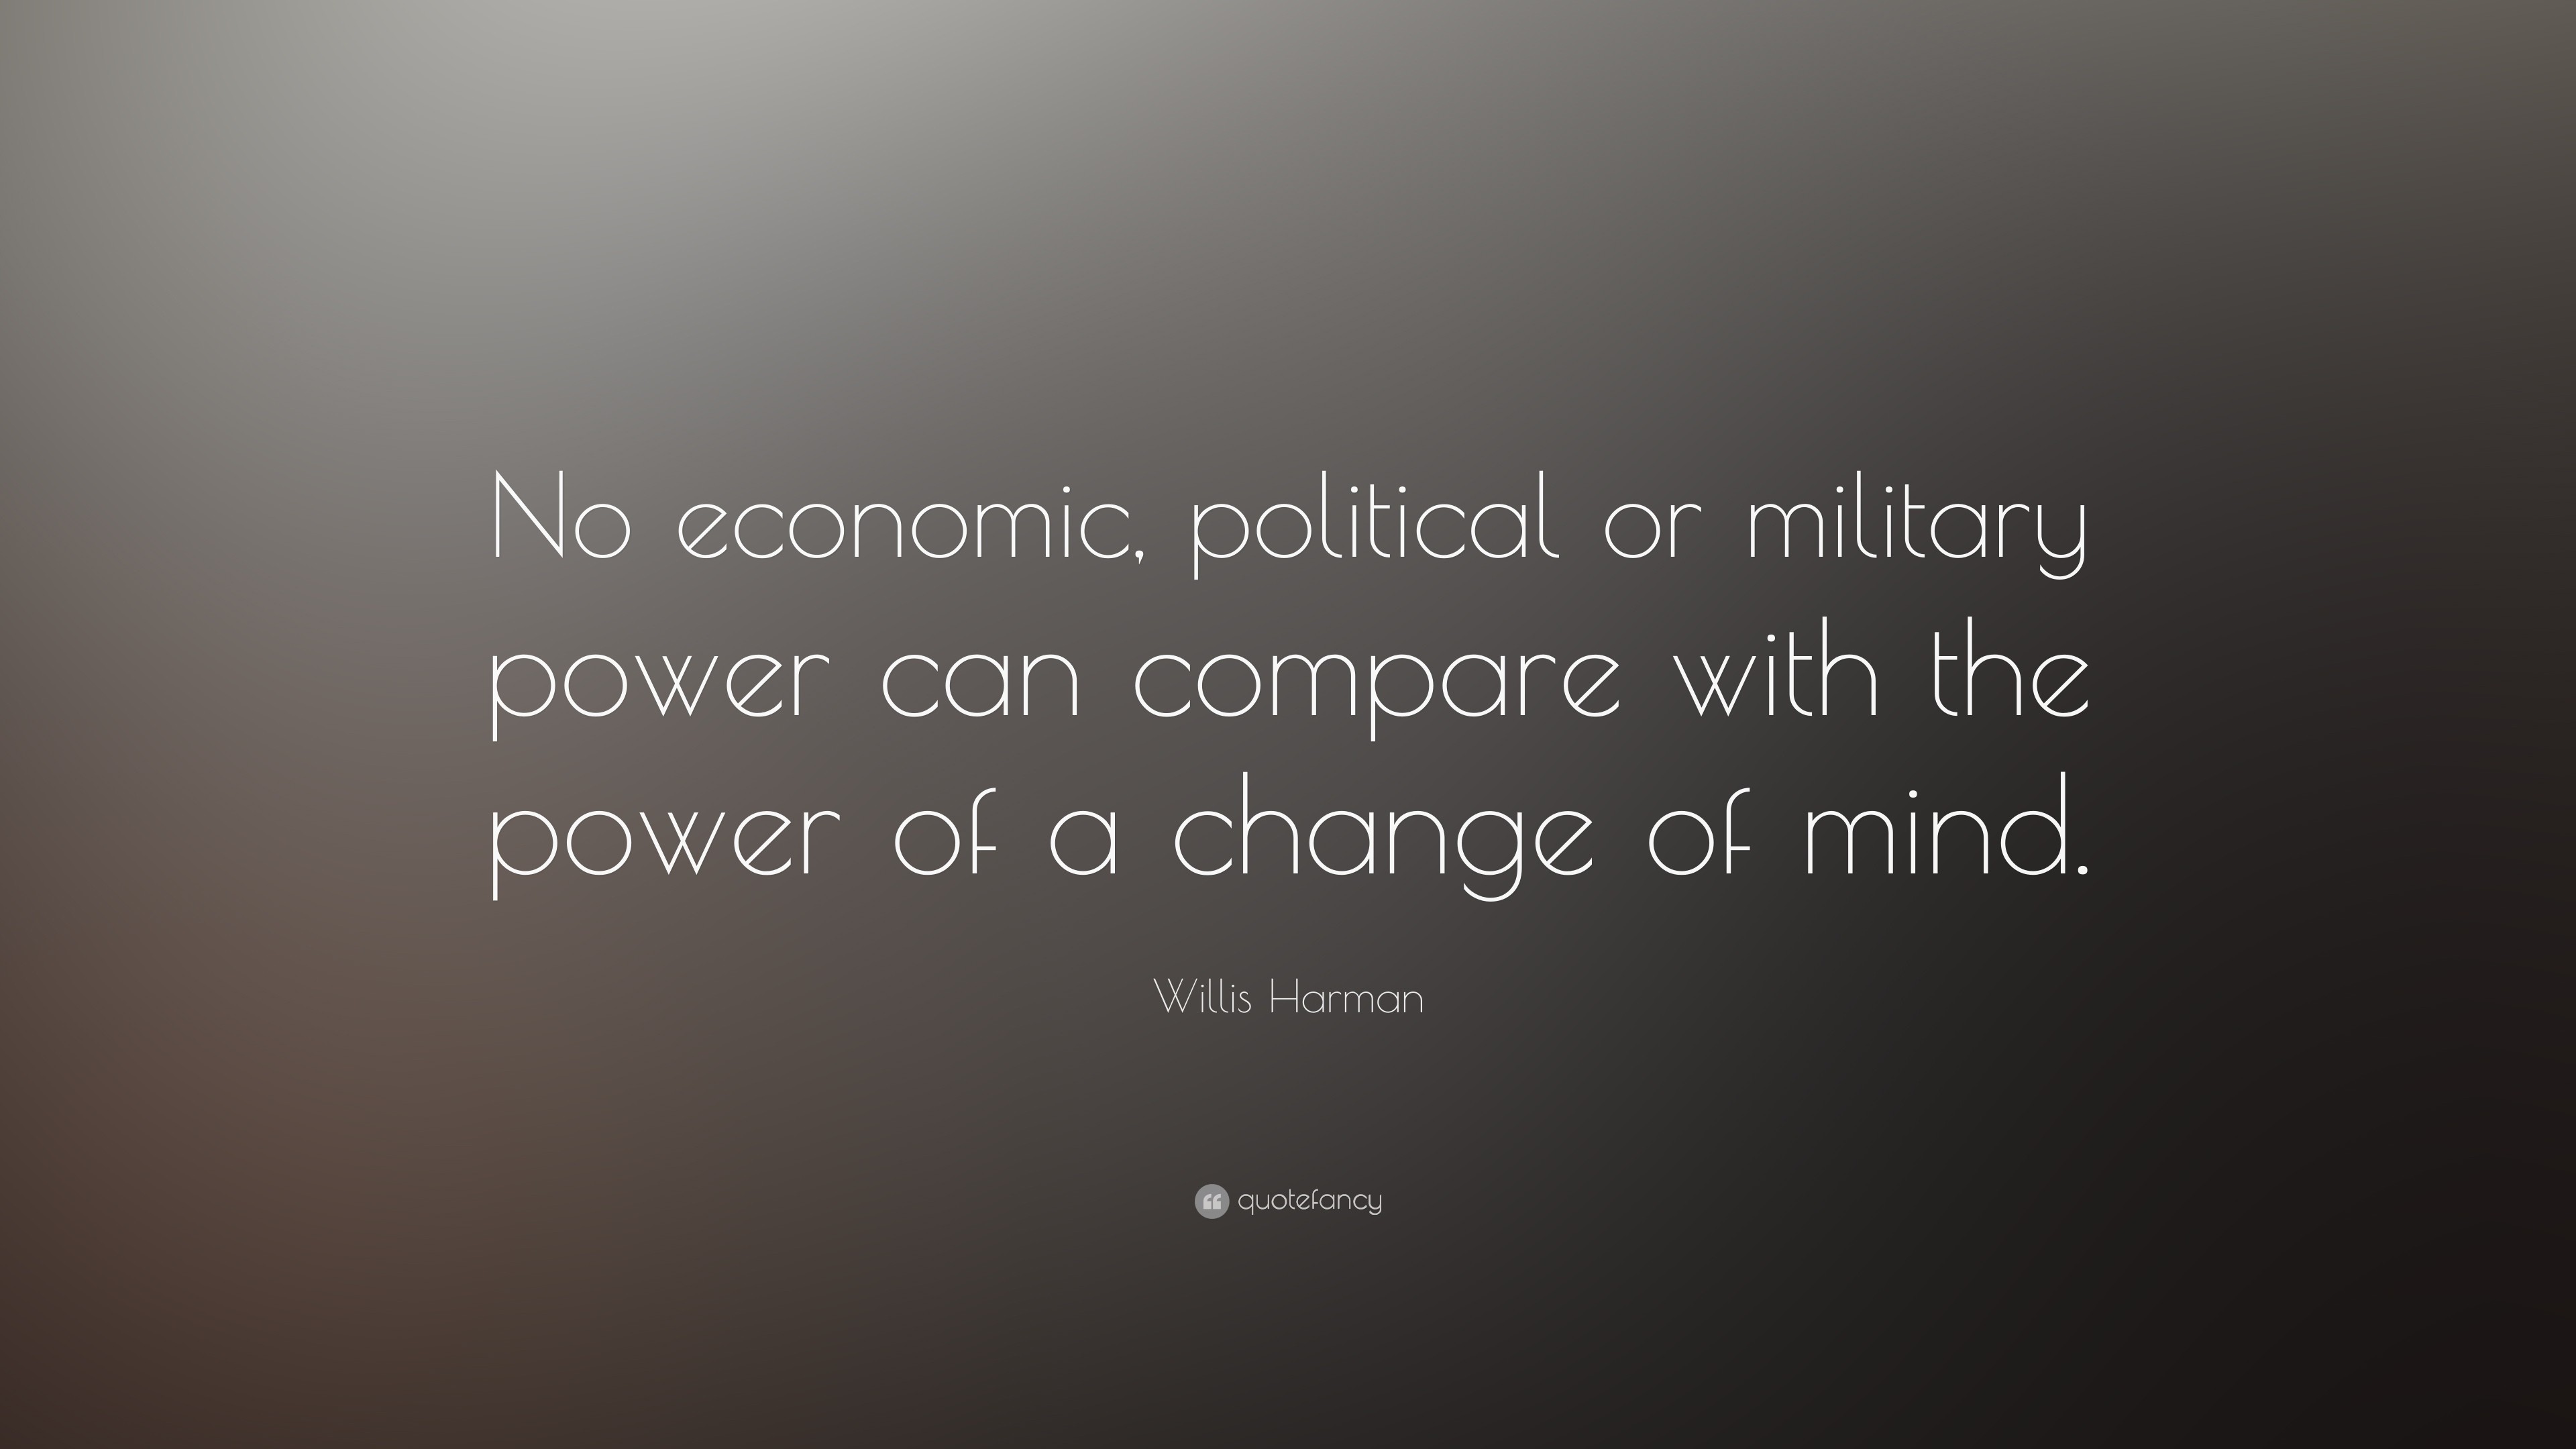 No economic, political or military
power can compare with the
power of a change of mind.
Willis Harman
quotefancy